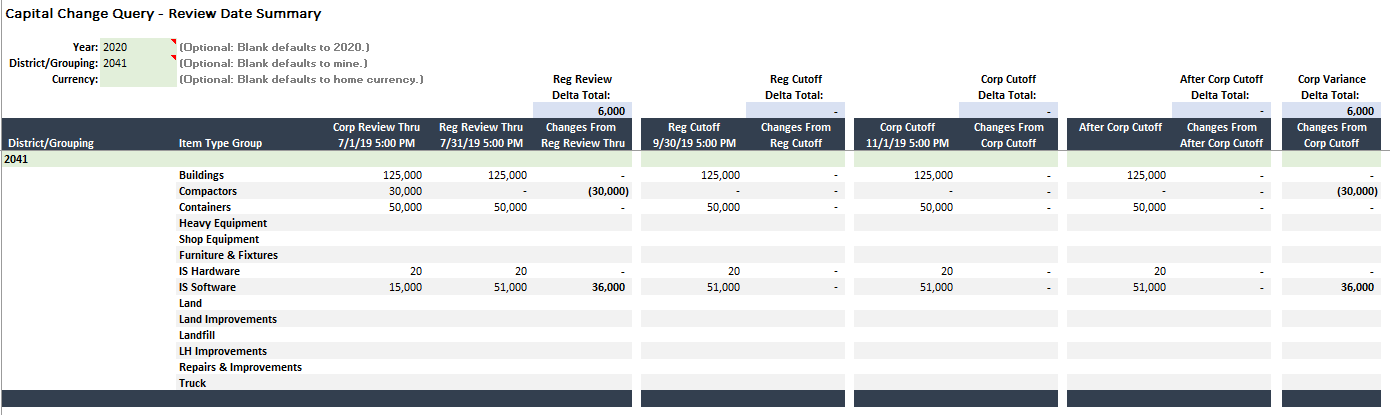 Capital Change Query - Review Date Summary
Year: 2020 (Optional: Blank defaults to 2020.)
District/Grouping: 2041 (Optional: Blank defaults to mine.)
Currency: (Optional: Blank defaults to home currency.) Reg Review Reg Cutoff Corp Cutoff After Corp Cutoff Corp Variance
Delta Total: Delta Total: Delta Total: Delta Total: Delta Total:
6,000 - - - 6,000
Corp Review Thru Reg Review Thru Changes From Reg Cutoff Changes From Corp Cutoff Changes From After Corp Cutoff Changes From Changes From
District/Grouping Item Type Group 7/1/19 5:00 PM 7/31/19 5:00 PM Reg Review Thru 9/30/19 5:00 PM Reg Cutoff 11/1/19 5:00 PM Corp Cutoff After Corp Cutoff Corp Cutoff
2041
Buildings 125,000 125,000 - 125,000 - 125,000 - 125,000 - -
Compactors 30,000 - (30,000) - - - - - - (30,000)
Containers 50,000 50,000 - 50,000 - 50,000 - 50,000 - -
Heavy Equipment
Shop Equipment
Furniture & Fixtures
IS Hardware 20 20 - 20 - 20 - 20 - -
IS Software 15,000 51,000 36,000 51,000 - 51,000 - 51,000 - 36,000
Land
Land Improvements
Landfill
LH Improvements
Repairs & Improvements
Truck